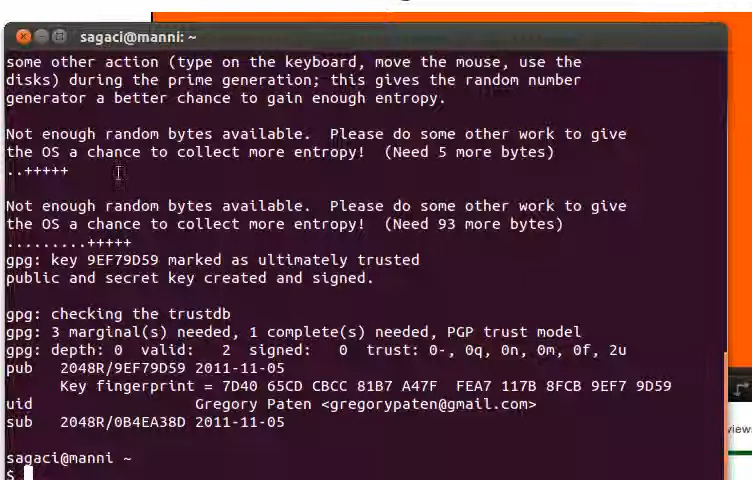 sagaci@manni: ~
some other action (type on the keyboard, move the mouse, use the
disks) during the prime generation; this gives the random number
generator a better chance to gain enough entropy.
Not enough random bytes available.  Please do some other work to give
the OS a chance to collect more entropy!  (Need 5 more bytes)
..+++++
Not enough random bytes available.  Please do some other work to give
the OS a chance to collect more entropy!  (Need 93 more bytes)
.........+++++
gpg: key 9EF79D59 marked as ultimately trusted
public and secret key created and signed.
gpg: checking the trustdb
gpg: 3 marginal(s) needed, 1 complete(s) needed, PGP trust model
gpg: depth: 0  valid:   2  signed:   0  trust: 0-, 0q, 0n, 0m, 0f, 2u
pub   2048R/9EF79D59 2011-11-05
      Key fingerprint = 7D40 65CD CBCC 81B7 A47F  FEA7 117B 8FCB 9EF7 9D59
uid                  Gregory Paten <gregorypaten@gmail.com>
sub   2048R/0B4EA38D 2011-11-05
sagaci@manni ~
$